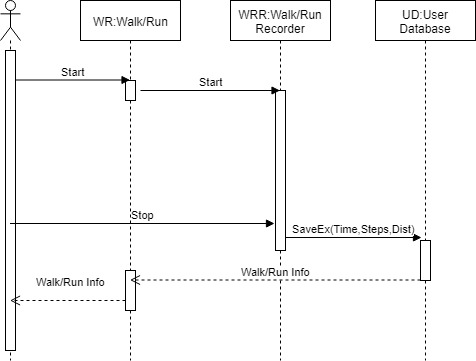 WR:Walk/Run
WRR:Walk/Run
Recorder
UD:User
Database
Start
Start
Stop
SaveEx(Time,Steps,Dist)
Walk/Run Info
Walk/Run Info